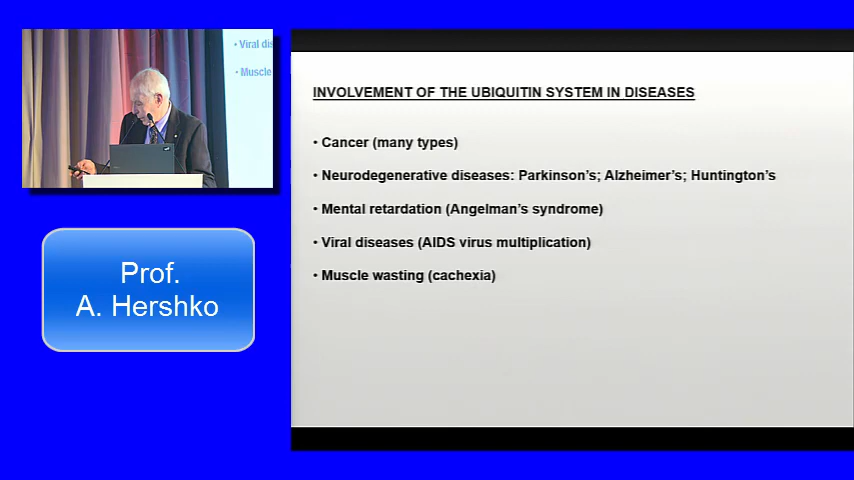 • Viral dis
• Muscle
Prof.
A. Hershko
INVOLVEMENT OF THE UBIQUITIN SYSTEM IN DISEASES
• Cancer (many types)
• Neurodegenerative diseases: Parkinson’s; Alzheimer’s; Huntington’s
• Mental retardation (Angelman’s syndrome)
• Viral diseases (AIDS virus multiplication)
• Muscle wasting (cachexia)